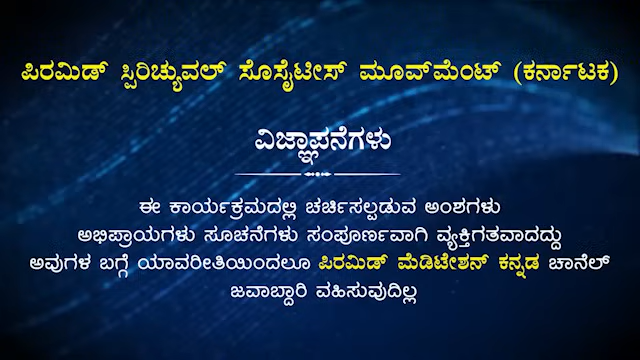 ಪಿರಮಿಡ್ ಸ್ಪಿರಿಚ್ಯುವಲ್ ಸೊಸೈಟೀಸ್ ಮೂವ್‌ಮೆಂಟ್ (ಕರ್ನಾಟಕ)
ವಿಜ್ಞಾಪನೆಗಳು
ಈ ಕಾರ್ಯಕ್ರಮದಲ್ಲಿ ಚರ್ಚಿಸಲ್ಪಡುವ ಅಂಶಗಳು
ಅಭಿಪ್ರಾಯಗಳು ಸೂಚನೆಗಳು ಸಂಪೂರ್ಣವಾಗಿ ವ್ಯಕ್ತಿಗತವಾದದ್ದು
ಅವುಗಳ ಬಗ್ಗೆ ಯಾವರೀತಿಯಿಂದಲೂ ಪಿರಮಿಡ್ ಮೆಡಿಟೇಶನ್ ಕನ್ನಡ ಚಾನೆಲ್
ಜವಾಬ್ದಾರಿ ವಹಿಸುವುದಿಲ್ಲ